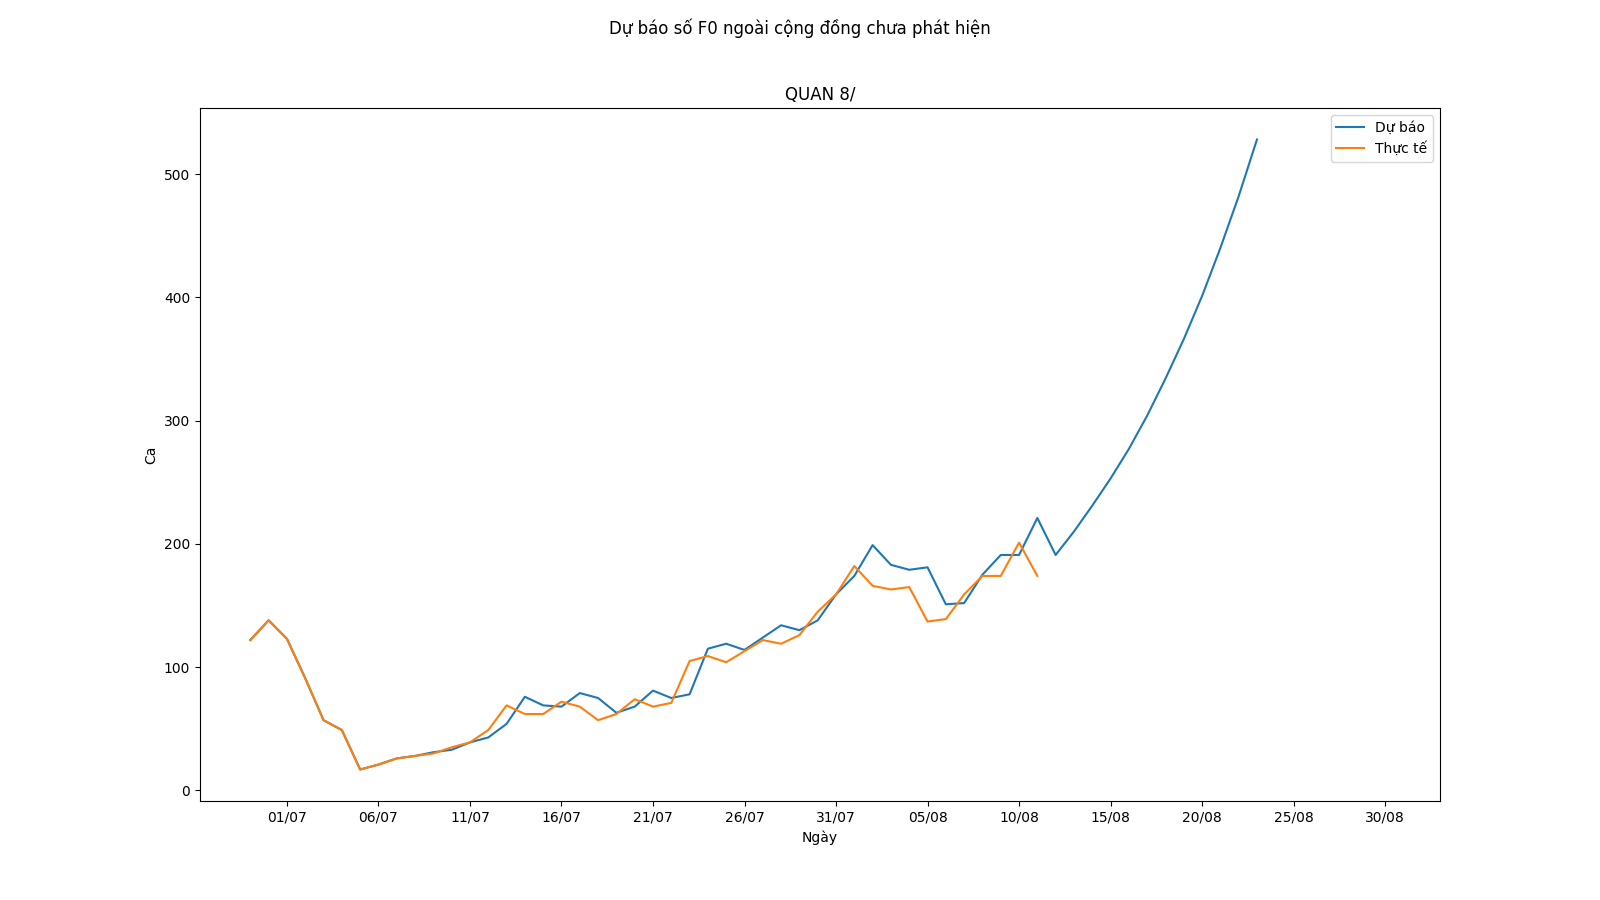 Dự báo số F0 ngoài cộng đồng chưa phát hiện
QUAN 8/
Dự báo
Thực tế
500
400
300
200
100
0
Ca
01/07 06/07 11/07 16/07 21/07 26/07 31/07 05/08 10/08 15/08 20/08 25/08 30/08
Ngày